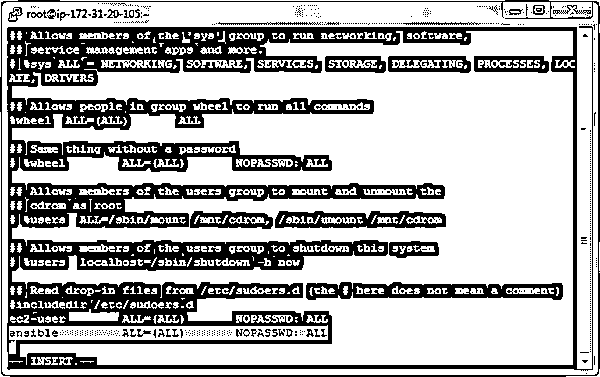 root@ip-172-31-20-105:~
## Allows members of the 'sys' group to run networking, software,
## service management apps and more.
# %sys ALL = NETWORKING, SOFTWARE, SERVICES, STORAGE, DELEGATING, PROCESSES, LOC
ATE, DRIVERS
## Allows people in group wheel to run all commands
%wheel ALL=(ALL) ALL
## Same thing without a password
# %wheel ALL=(ALL) NOPASSWD: ALL
## Allows members of the users group to mount and unmount the
## cdrom as root
# %users ALL=/sbin/mount /mnt/cdrom, /sbin/umount /mnt/cdrom
## Allows members of the users group to shutdown this system
# %users localhost=/sbin/shutdown -h now
## Read drop-in files from /etc/sudoers.d (the # here does not mean a comment)
#includedir /etc/sudoers.d
ec2-user ALL=(ALL) NOPASSWD: ALL
ansible ALL=(ALL) NOPASSWD: ALL
-- INSERT --